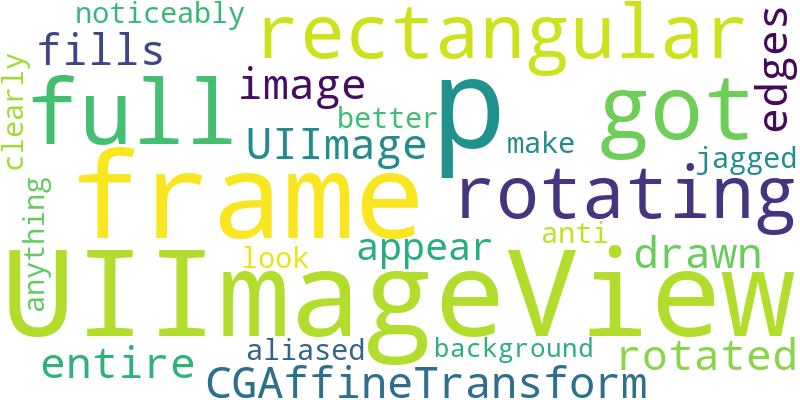 noticeably
rectangular
edges
fills
clearly
full
image
p
got
better
UIImage
make
jagged
frame
rotating
anything
anti
appear
drawn
look
UIImageView
entire
aliased
background
rotated
CGAffineTransform